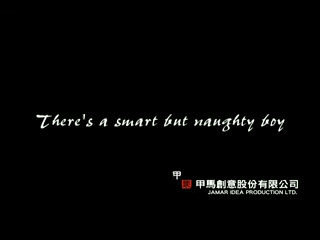 There's a smart but naughty boy
甲
甲馬創意股份有限公司
JAMAR IDEA PRODUCTION LTD.